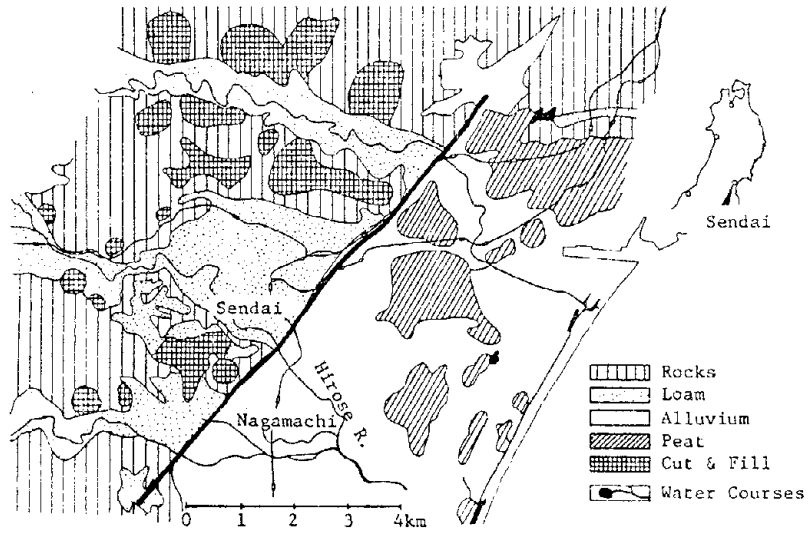 Sendai
Sendai
Hirose R.
Nagamachi
Rocks
Loam
Alluvium
Peat
Cut & Fill
Water Courses
0 1 2 3 4km